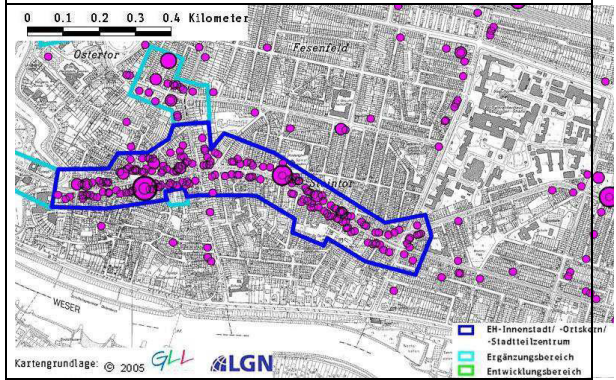 0 0.1 0.2 0.3 0.4 Kilometer
Ostertor
Fesenfeld
Steintor
WESER
EH-Innenstadt/ -Ortskern/
-Stadtteilzentrum
Ergänzungsbereich
Entwicklungsbereich
Kartengrundlage: © 2005 GLL LGN